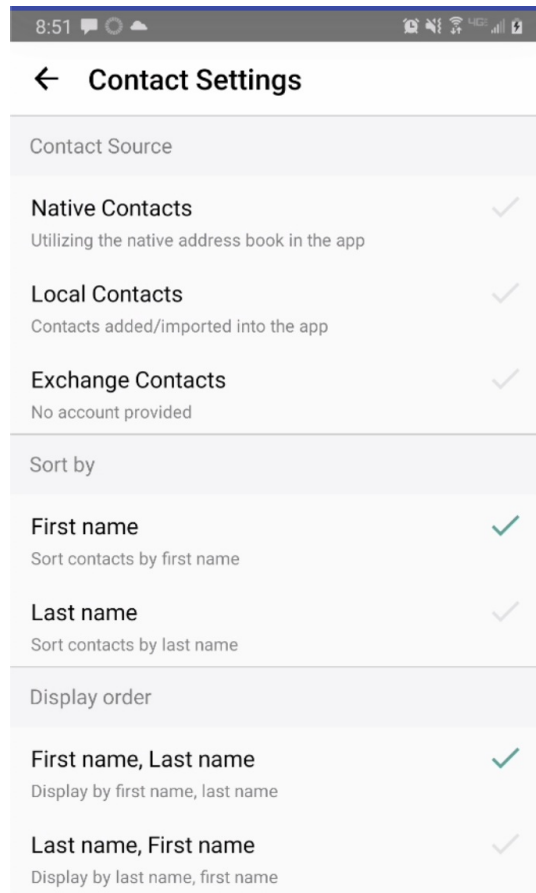 8:51
4GE
Contact Settings
Contact Source
Native Contacts
Utilizing the native address book in the app
Local Contacts
Contacts added/imported into the app
Exchange Contacts
No account provided
Sort by
First name
Sort contacts by first name
Last name
Sort contacts by last name
Display order
First name, Last name
Display by first name, last name
Last name, First name
Display by last name, first name